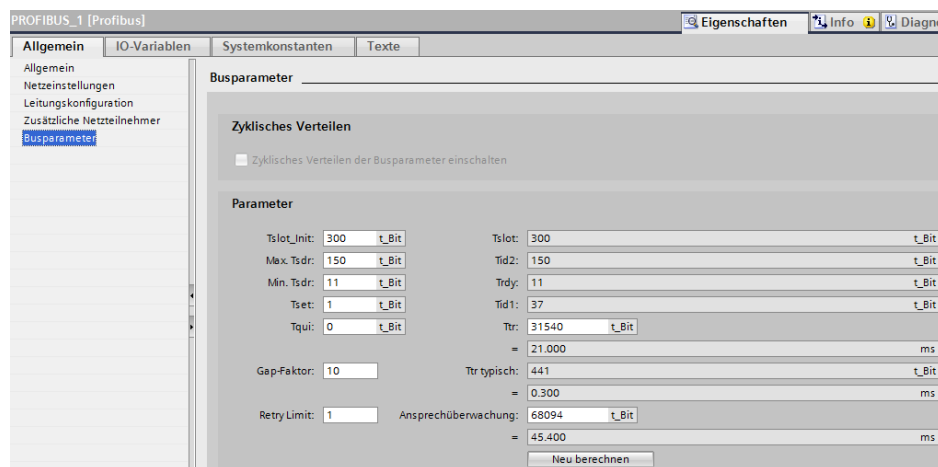 PROFIBUS_1 [Profibus]
Eigenschaften Info
Allgemein IO-Variablen Systemkonstanten Texte
Allgemein
Netzeinstellungen
Leitungskonfiguration
Zusätzliche Netzteilnehmer
Busparameter
Busparameter
Zyklisches Verteilen
Zyklisches Verteilen der Busparameter einschalten
Parameter
Tslot_Init: 300 t_Bit Tslot: 300 t_Bit
Max. Tsdr: 150 t_Bit Tid2: 150 t_Bit
Min. Tsdr: 11 t_Bit Trdy: 11 t_Bit
Tset: 1 t_Bit Tid1: 37 t_Bit
Tqui: 0 t_Bit Ttr: 31540 t_Bit
= 21.000 ms
Gap-Faktor: 10 Ttr typisch: 441 t_Bit
= 0.300 ms
Retry Limit: 1 Ansprechüberwachung: 68094 t_Bit
= 45.400 ms
Neu berechnen